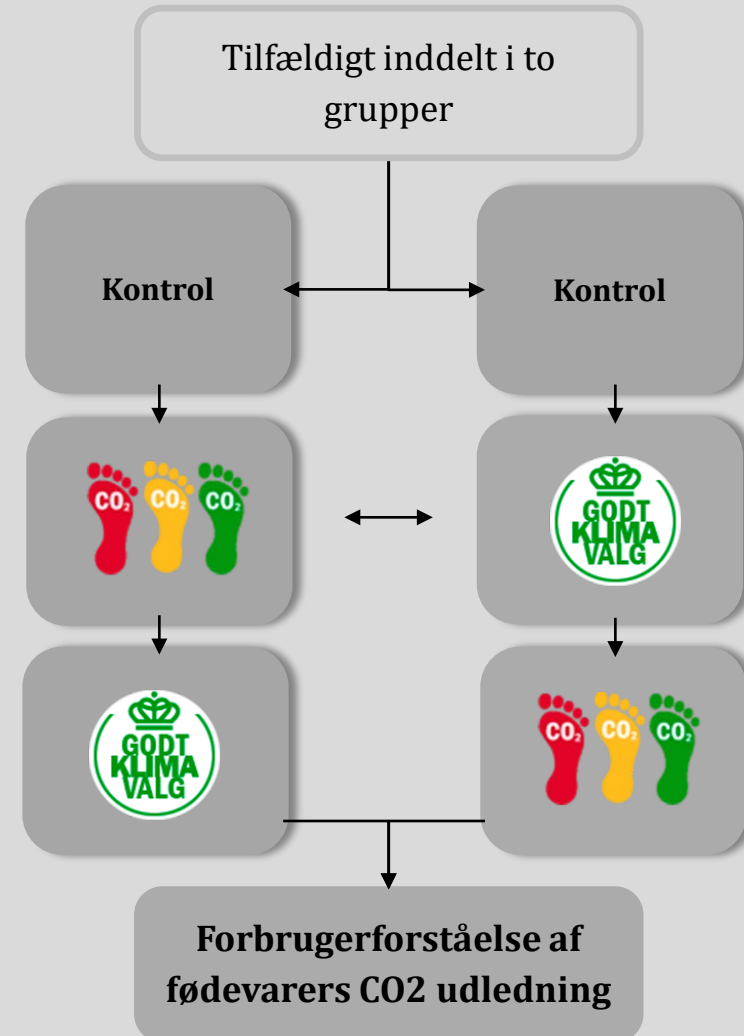 Tilfældigt inddelt i to
grupper
Kontrol
Kontrol
CO₂ CO₂ CO₂
GODT
KLIMA
VALG
GODT
KLIMA
VALG
CO₂ CO₂ CO₂
Forbrugerforståelse af
fødevarers CO2 udledning